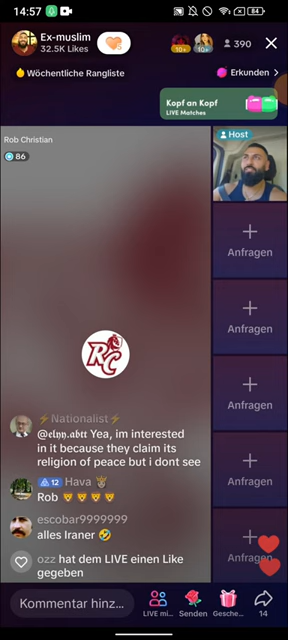 14:57
84
Ex-muslim
32.5K Likes
10+
10+
390
Wöchentliche Rangliste
Erkunden >
Kopf an Kopf
LIVE Matches
Rob Christian
86
Host
RC
Anfragen
Anfragen
Anfragen
Anfragen
Anfragen
⚡Nationalist⚡
@𝖊𝖑𝖞𝖞.𝖆𝖇𝖙𝖙 Yea, im interested
in it because they claim its
religion of peace but i dont see
12 Hava
Rob 🦁 🦁 🦁 🦁
escobar9999999
alles Iraner 🤣
ozz hat dem LIVE einen Like
gegeben
Kommentar hinz...
LIVE mi...
Senden
Gesche...
14